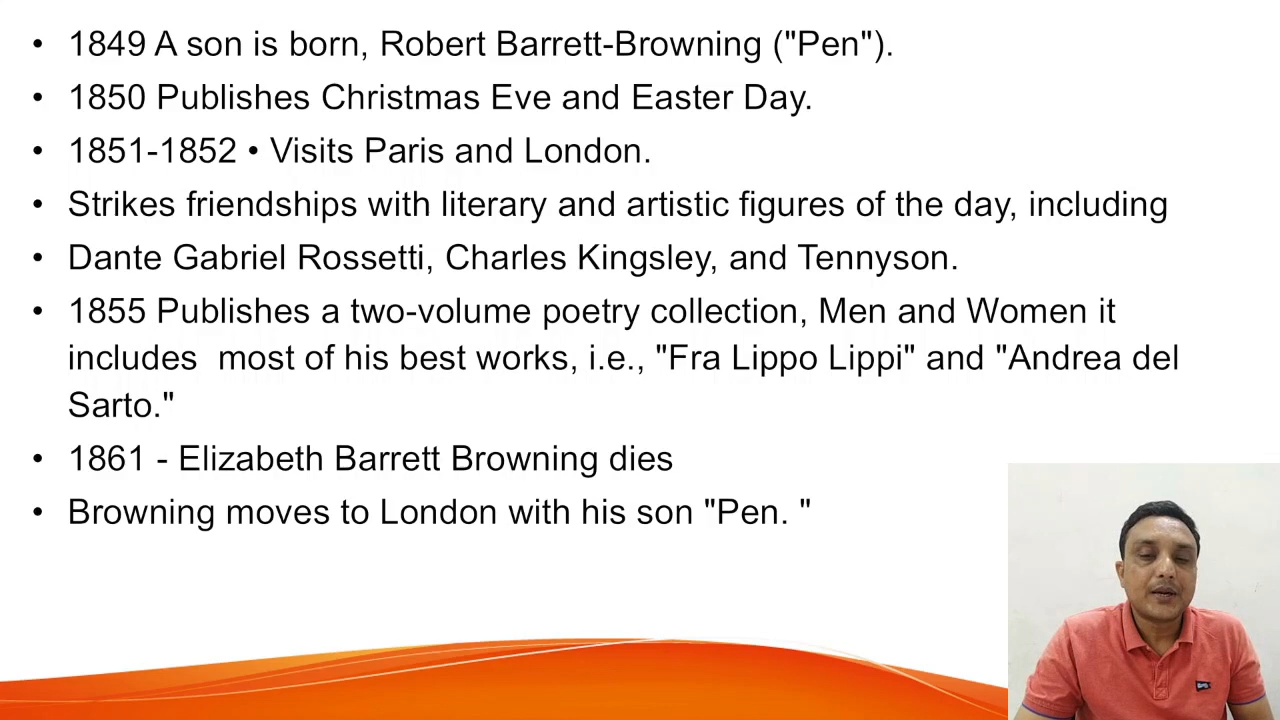 • 1849 A son is born, Robert Barrett-Browning ("Pen").
• 1850 Publishes Christmas Eve and Easter Day.
• 1851-1852 • Visits Paris and London.
• Strikes friendships with literary and artistic figures of the day, including
• Dante Gabriel Rossetti, Charles Kingsley, and Tennyson.
• 1855 Publishes a two-volume poetry collection, Men and Women it
includes  most of his best works, i.e., "Fra Lippo Lippi" and "Andrea del
Sarto."
• 1861 - Elizabeth Barrett Browning dies
• Browning moves to London with his son "Pen. "